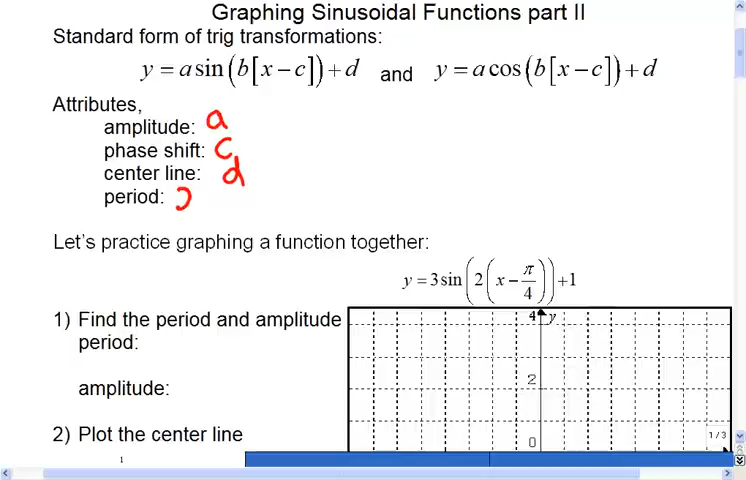 Graphing Sinusoidal Functions part II
Standard form of trig transformations:
y = a sin(b[x − c]) + d and y = a cos(b[x − c]) + d
Attributes,
amplitude: a
phase shift: c
center line: d
period:
Let's practice graphing a function together:
y = 3 sin(2(x − π/4)) + 1
1) Find the period and amplitude
period:
amplitude:
2) Plot the center line
4 y
2
0
1 / 3
1